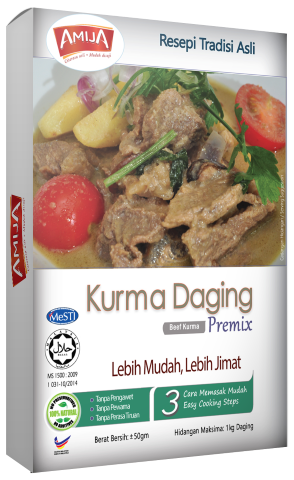 AMIJA
Resepi Tradisi Asli
AMIJA
Kurma Daging
Beef Kurma
Premix
MeSTI
Lebih Mudah, Lebih Jimat
MS 1500 : 2009
1 031-10/2014
100% NATURAL
- Tanpa Pengawet
- Tanpa Pewarna
- Tanpa Perasa Tiruan
3 Cara Memasak Mudah
Easy Cooking Steps
Berat Bersih: ±50gm
Hidangan Maksima: 1kg Daging